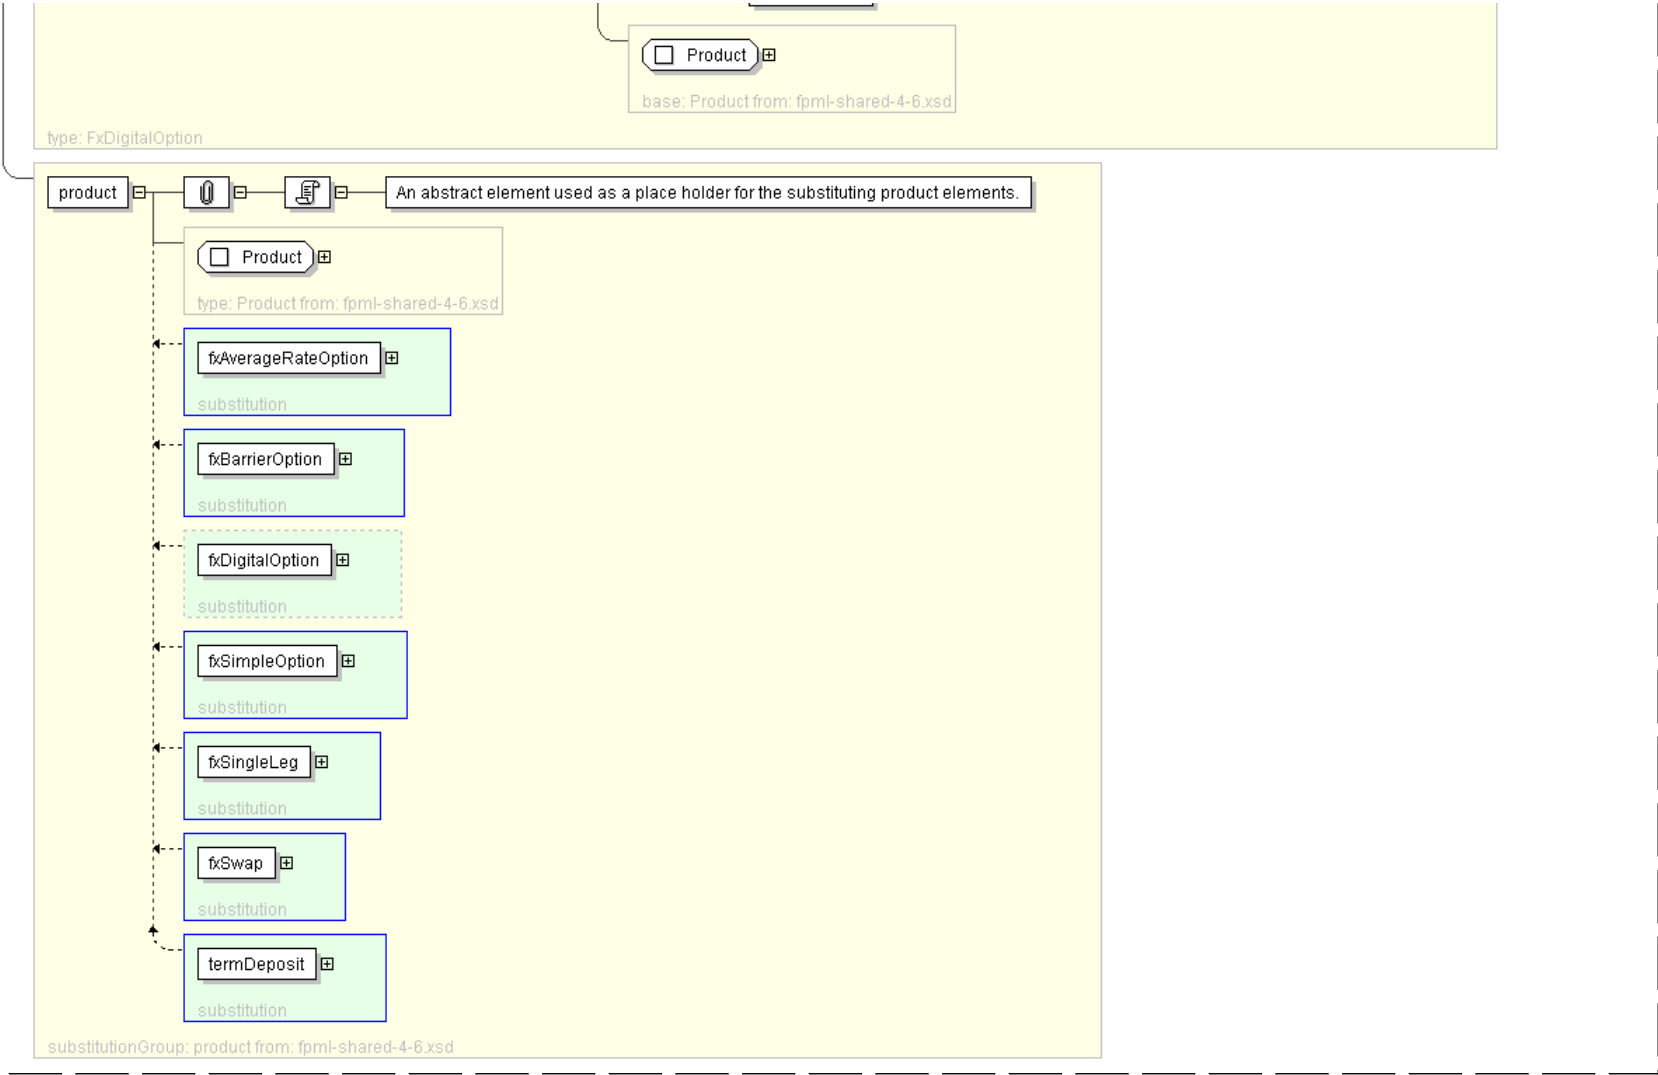 Product
base: Product from: fpml-shared-4-6.xsd
type: FxDigitalOption
product
An abstract element used as a place holder for the substituting product elements.
Product
type: Product from: fpml-shared-4-6.xsd
fxAverageRateOption
substitution
fxBarrierOption
substitution
fxDigitalOption
substitution
fxSimpleOption
substitution
fxSingleLeg
substitution
fxSwap
substitution
termDeposit
substitution
substitutionGroup: product from: fpml-shared-4-6.xsd